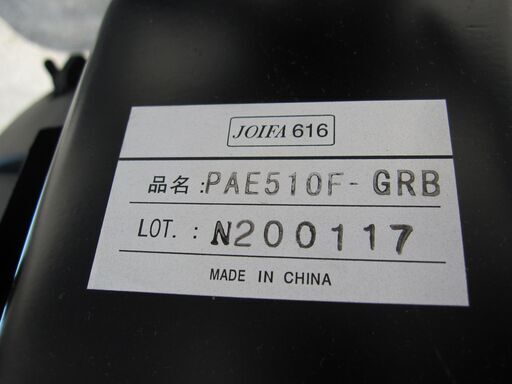 JOIFA 616
品名:PAE510F-GRB
LOT. : N200117
MADE IN CHINA